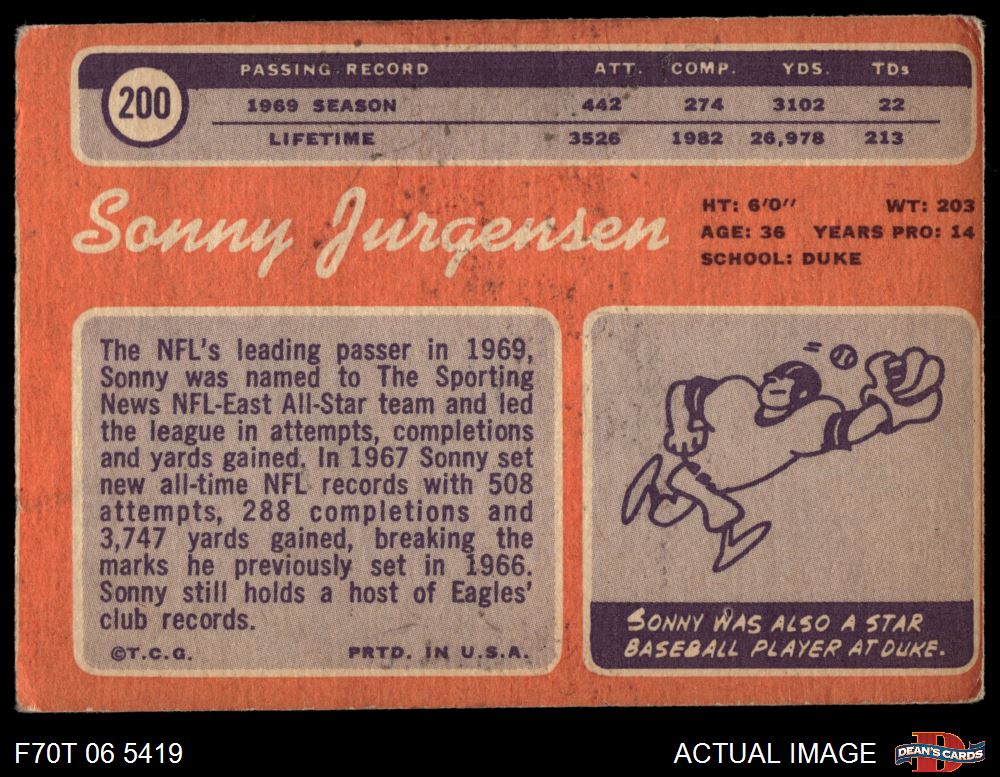 200
PASSING RECORD ATT. COMP. YDS. TDs
1969 SEASON 442 274 3102 22
LIFETIME 3526 1982 26,978 213
Sonny Jurgensen
HT: 6'0" WT: 203
AGE: 36 YEARS PRO: 14
SCHOOL: DUKE
The NFL's leading passer in 1969,
Sonny was named to The Sporting
News NFL-East All-Star team and led
the league in attempts, completions
and yards gained. In 1967 Sonny set
new all-time NFL records with 508
attempts, 288 completions and
3,747 yards gained, breaking the
marks he previously set in 1966.
Sonny still holds a host of Eagles'
club records.
©T.C.G. PRTD. IN U.S.A.
SONNY WAS ALSO A STAR
BASEBALL PLAYER AT DUKE.
F70T 06 5419
ACTUAL IMAGE
D
DEAN'S CARDS